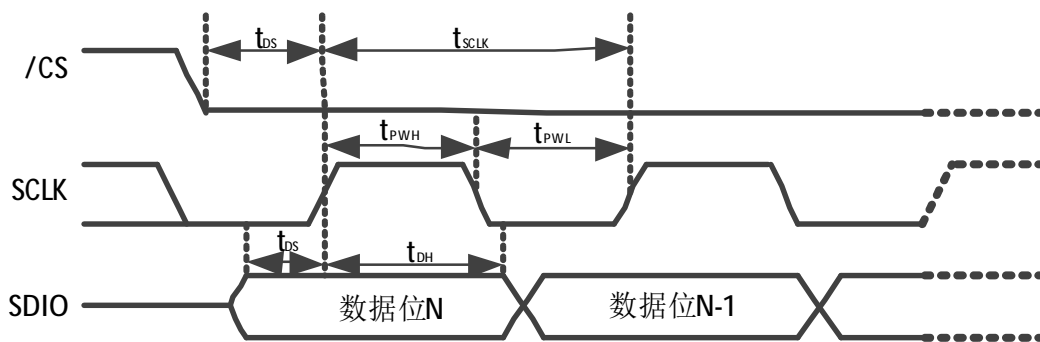 tDS
tSCLK
/CS
tPWH
tPWL
SCLK
tDS
tDH
SDIO
数据位N
数据位N-1